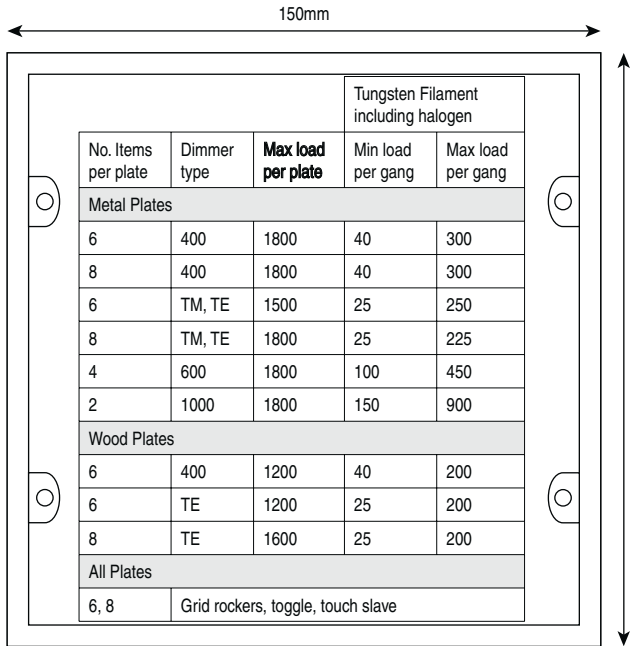 150mm
Tungsten Filament
including halogen
No. Items per plate Dimmer type Max load per plate Min load per gang Max load per gang
Metal Plates
6 400 1800 40 300
8 400 1800 40 300
6 TM, TE 1500 25 250
8 TM, TE 1800 25 225
4 600 1800 100 450
2 1000 1800 150 900
Wood Plates
6 400 1200 40 200
6 TE 1200 25 200
8 TE 1600 25 200
All Plates
6, 8 Grid rockers, toggle, touch slave